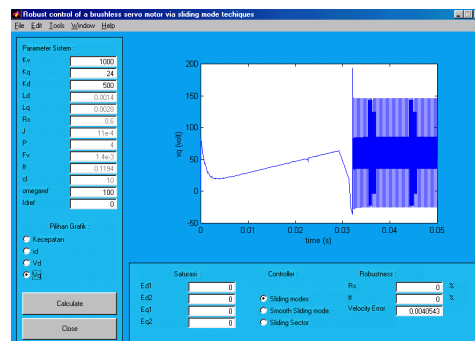 Robust control of a brushless servo motor via sliding mode techiques
File Edit Tools Window Help
Parameter Sistem :
Kv 1000
Kq 24
Kd 500
Ld 0.0014
Lq 0.0028
Rs 0.6
J 11e-4
P 4
Fv 1.4e-3
If 0.1194
cl 10
omegaref 100
Idref 0
Pilihan Grafik :
Kecepatan
id
Vd
Vq
Calculate
Close
200
150
100
50
0
-50
vq (volt)
0 0.01 0.02 0.03 0.04 0.05
time (s)
Saturasi :
Ed1 0
Ed2 0
Eq1 0
Eq2 0
Controller :
Sliding modes
Smooth Sliding mode
Sliding Sector
Robustness :
Rs 0 %
If 0 %
Velocity Error 0.0040543